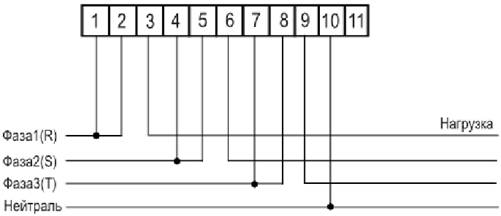 1 2 3 4 5 6 7 8 9 10 11
Нагрузка
Фаза1(R)
Фаза2(S)
Фаза3(T)
Нейтраль